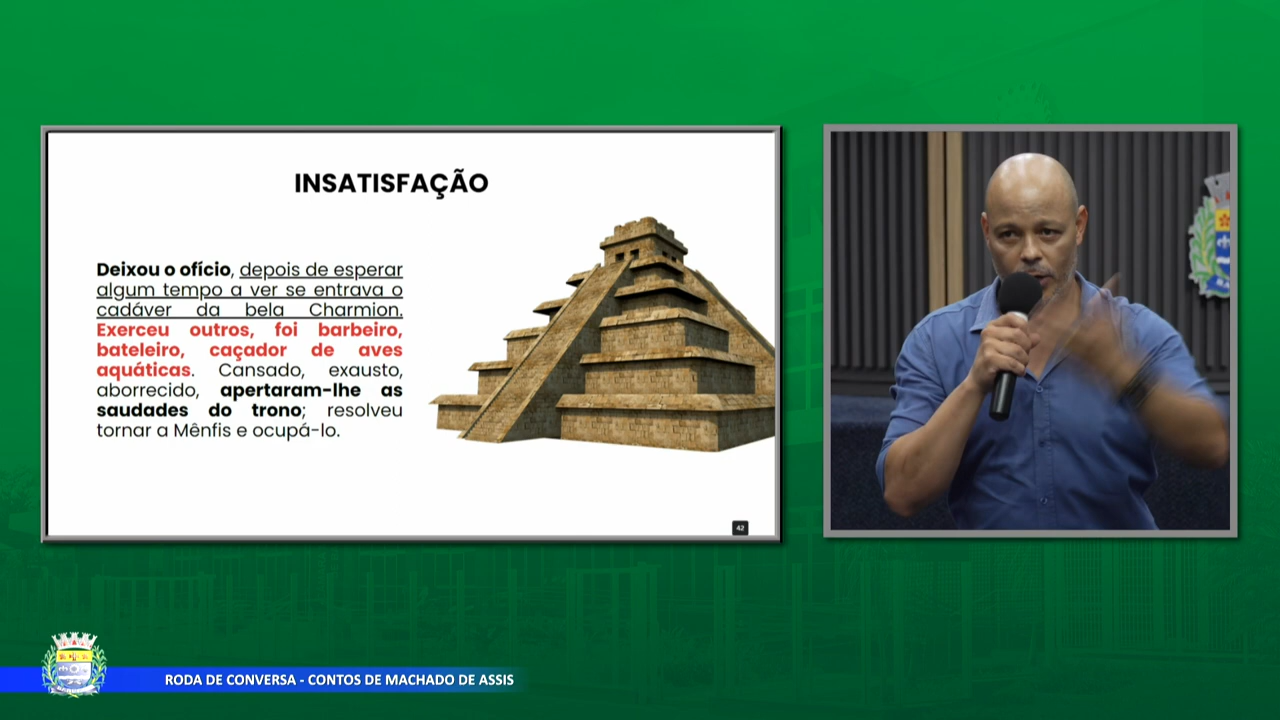 INSATISFAÇÃO
Deixou o ofício, depois de esperar
algum tempo a ver se entrava o
cadáver da bela Charmion.
Exerceu outros, foi barbeiro,
bateleiro, caçador de aves
aquáticas. Cansado, exausto,
aborrecido, apertaram-lhe as
saudades do trono; resolveu
tornar a Mênfis e ocupá-lo.
42
RODA DE CONVERSA - CONTOS DE MACHADO DE ASSIS